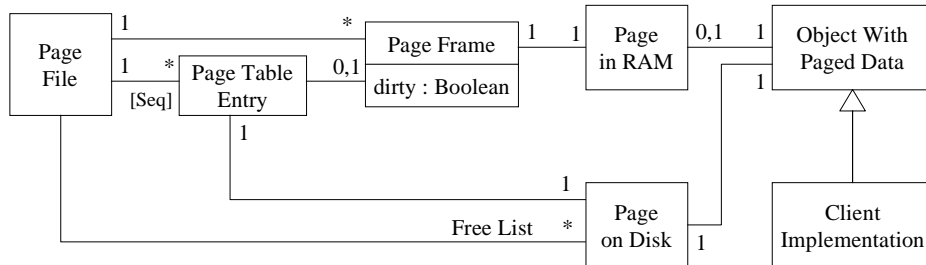 1
*
Page
File
Page Frame
dirty : Boolean
1
1
Page
in RAM
0,1
1
Object With
Paged Data
1
*
[Seq]
Page Table
Entry
0,1
1
1
1
Free List
*
Page
on Disk
1
Client
Implementation